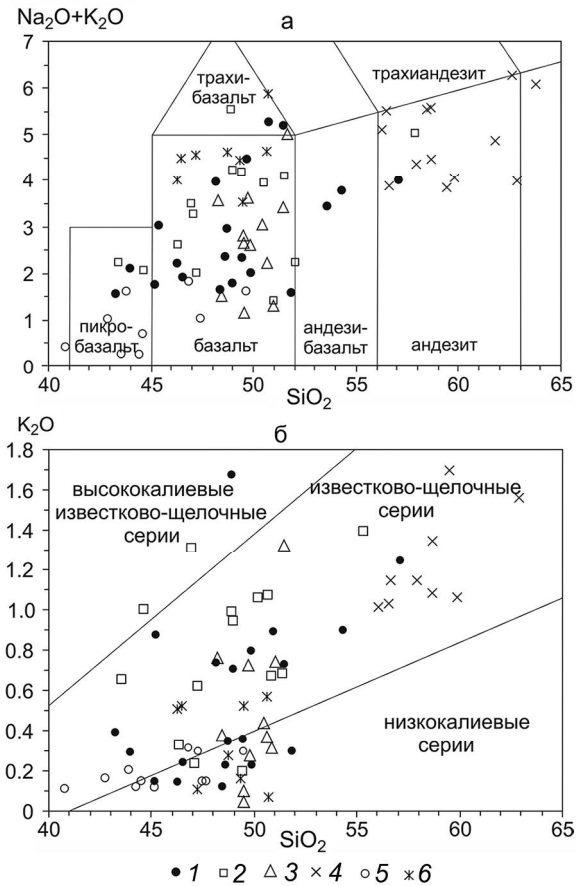 Na₂O+K₂O
а
7
6
5
4
3
2
1
0
трахи-
базальт
трахиандезит
пикро-
базальт
базальт
андези-
базальт
андезит
40 45 50 55 60 65
SiO₂
K₂O
б
1.8
1.6
1.4
1.2
1.0
0.8
0.6
0.4
0.2
0
высококалиевые
известково-щелочные
серии
известково-щелочные
серии
низкокалиевые
серии
40 45 50 55 60 65
SiO₂
1 2 3 4 5 6